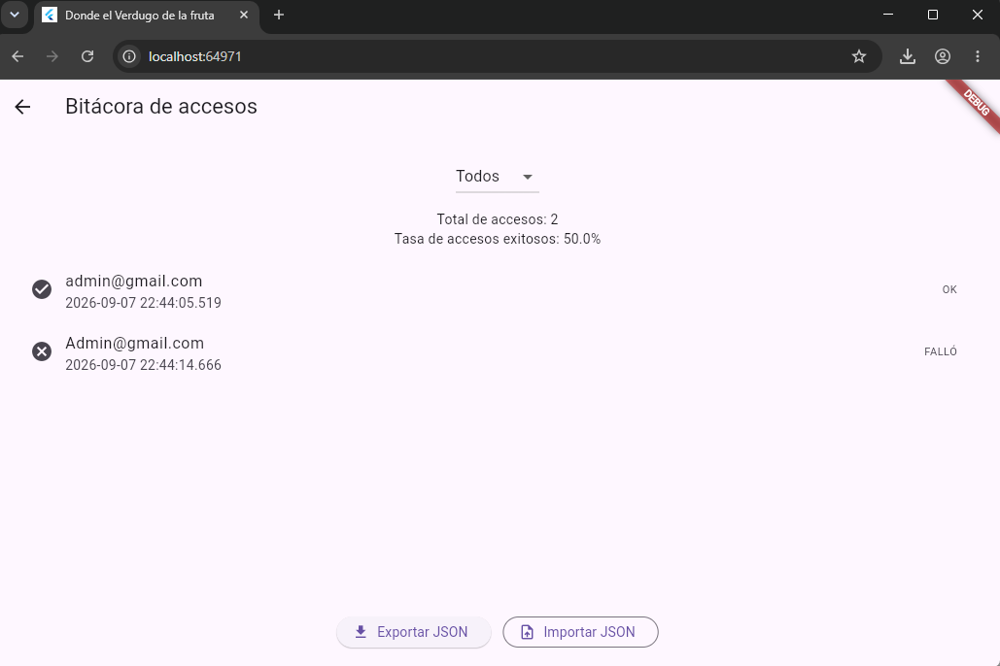 Donde el Verdugo de la fruta
localhost:64971
Bitácora de accesos
DEBUG
Todos
Total de accesos: 2
Tasa de accesos exitosos: 50.0%
admin@gmail.com
2026-09-07 22:44:05.519
OK
Admin@gmail.com
2026-09-07 22:44:14.666
FALLÓ
Exportar JSON
Importar JSON